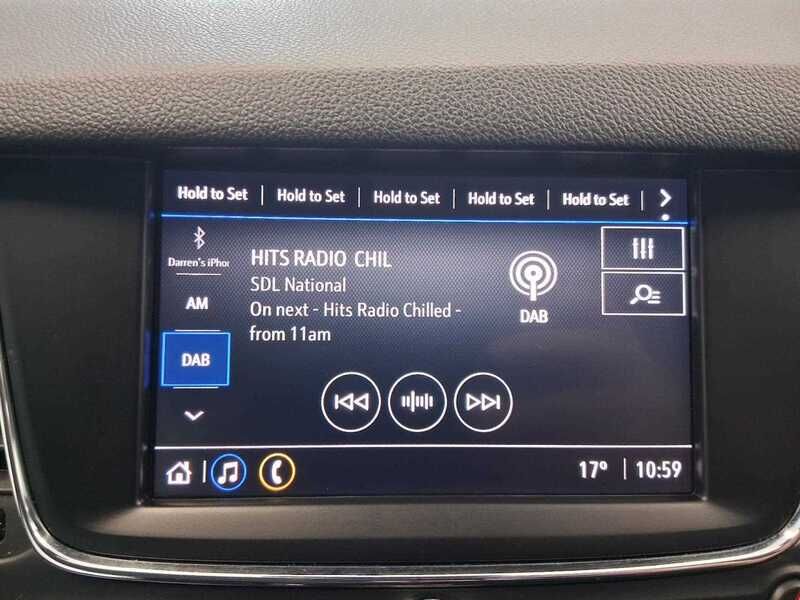 Hold to Set Hold to Set Hold to Set Hold to Set Hold to Set
Darren's iPho
AM
DAB
HITS RADIO CHIL
SDL National
On next - Hits Radio Chilled -
from 11am
DAB
17° 10:59